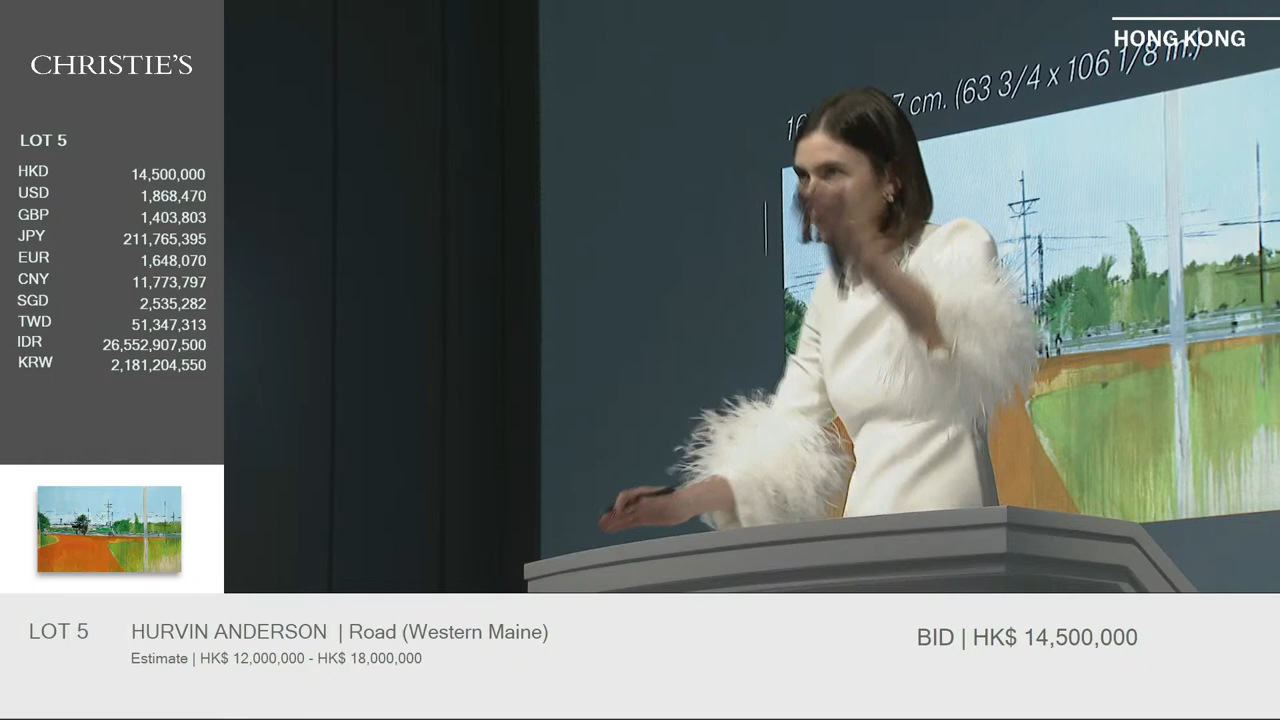 CHRISTIE'S
LOT 5
HKD 14,500,000
USD 1,868,470
GBP 1,403,803
JPY 211,765,395
EUR 1,648,070
CNY 11,773,797
SGD 2,535,282
TWD 51,347,313
IDR 26,552,907,500
KRW 2,181,204,550
HONG KONG
cm. (63 3/4 x 106 1/8 in.)
LOT 5 HURVIN ANDERSON | Road (Western Maine)
Estimate | HK$ 12,000,000 - HK$ 18,000,000
BID | HK$ 14,500,000